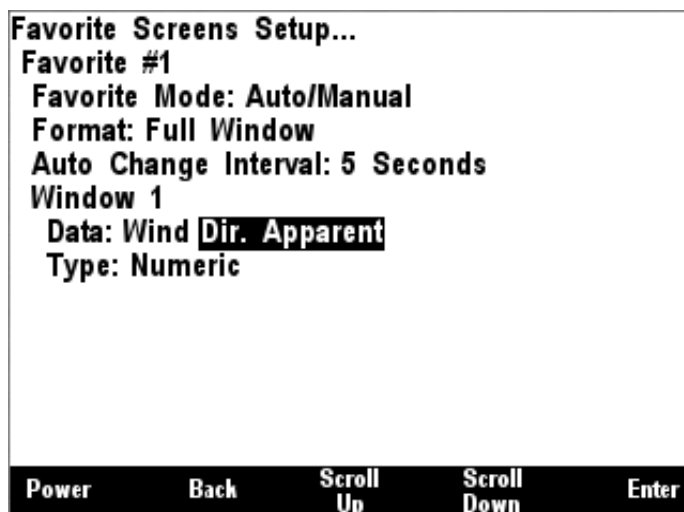 Favorite Screens Setup...
Favorite #1
Favorite Mode: Auto/Manual
Format: Full Window
Auto Change Interval: 5 Seconds
Window 1
Data: Wind Dir. Apparent
Type: Numeric
Power Back Scroll Up Scroll Down Enter